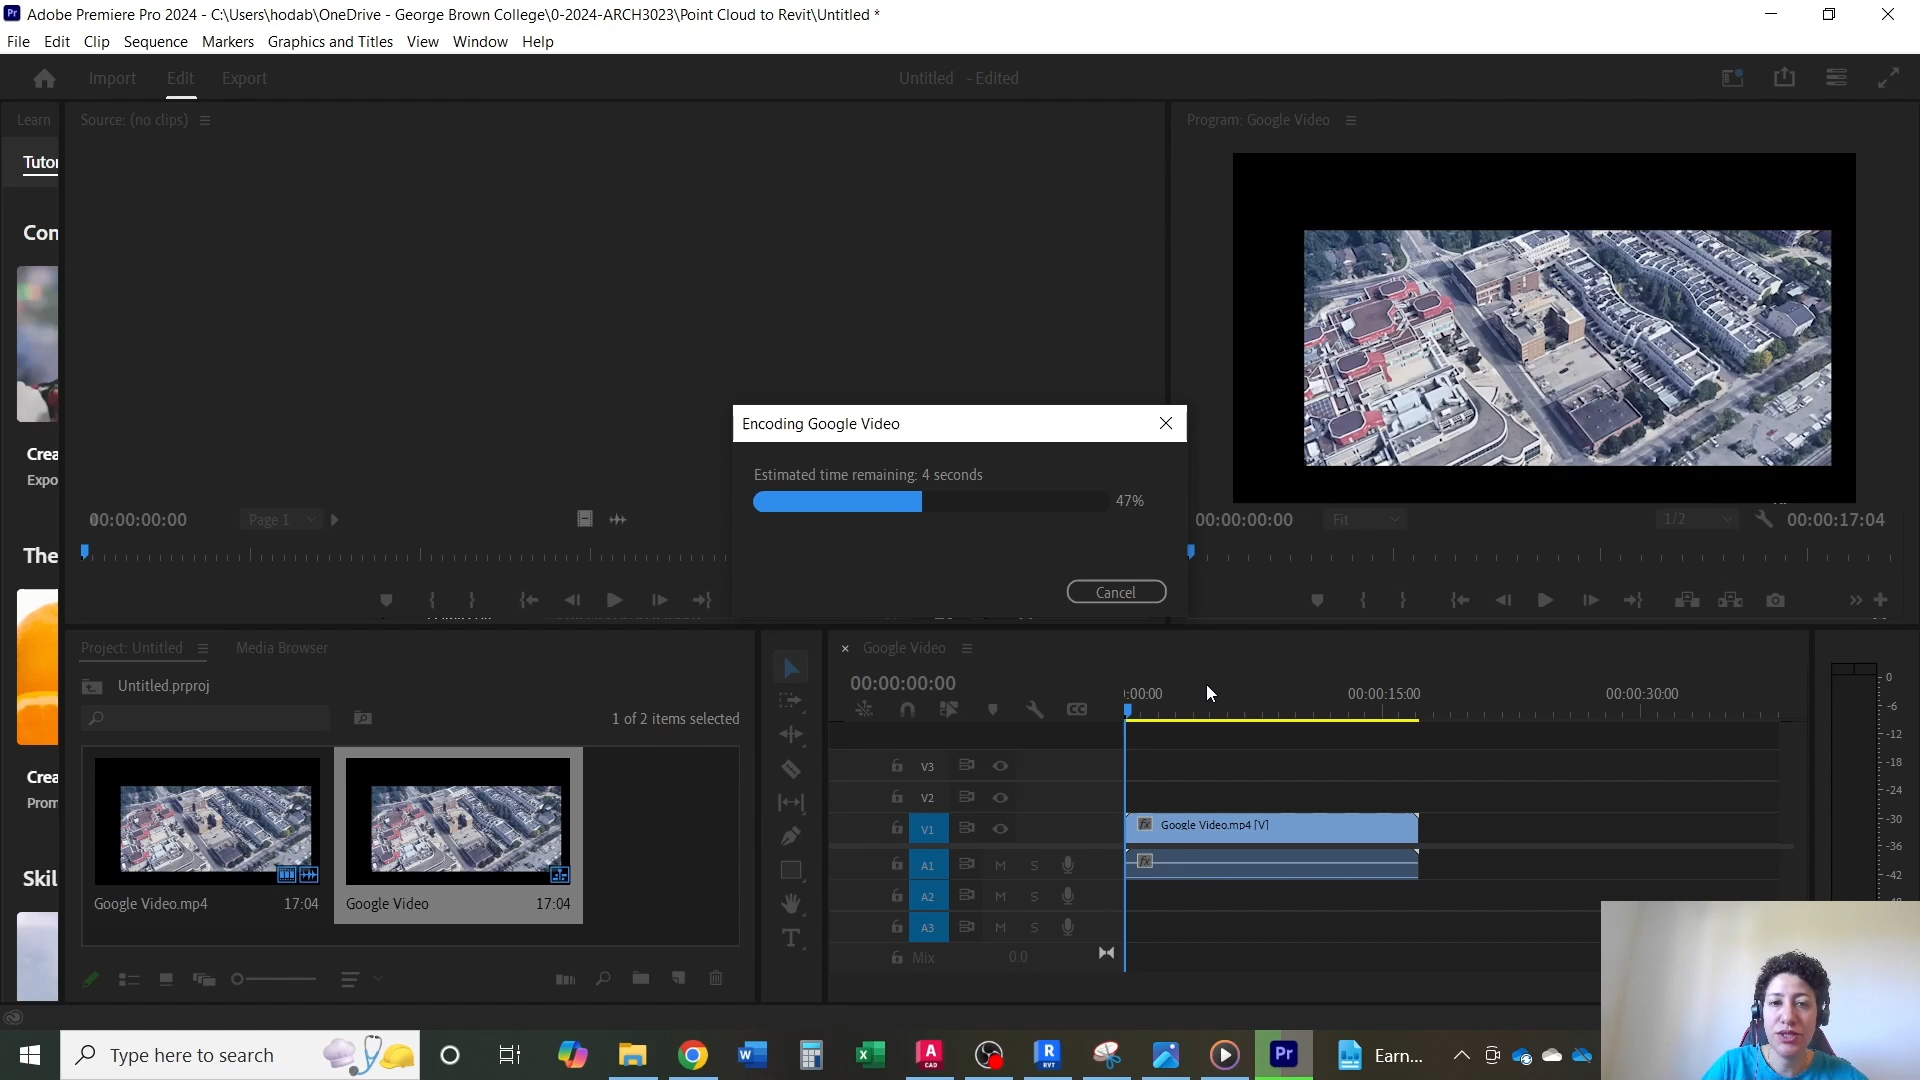 Adobe Premiere Pro 2024 - C:\Users\hodab\OneDrive - George Brown College\0-2024-ARCH3023\Point Cloud to Revit\Untitled *
File Edit Clip Sequence Markers Graphics and Titles View Window Help
Import Edit Export Untitled - Edited
Learn Source: (no clips) Program: Google Video
Tutor
Con
Encoding Google Video
Crea
Estimated time remaining: 4 seconds
Expo
47%
00:00:00:00 Page 1 00:00:00:00 Fit 1/2 00:00:17:04
The
Cancel
Project: Untitled Media Browser × Google Video
Untitled.prproj 00:00:00:00
:00:00 00:00:15:00 00:00:30:00
1 of 2 items selected
0
-6
-12
-18
-24
-30
-36
-42
V3
V2
V1 fx Google Video.mp4 [V]
A1 M S fx
A2 M S
A3 M S
Mix 0.0
Crea
Prom
Skil
Google Video.mp4 17:04 Google Video 17:04
Type here to search
Earn...
A CAD
R RVT
Pr